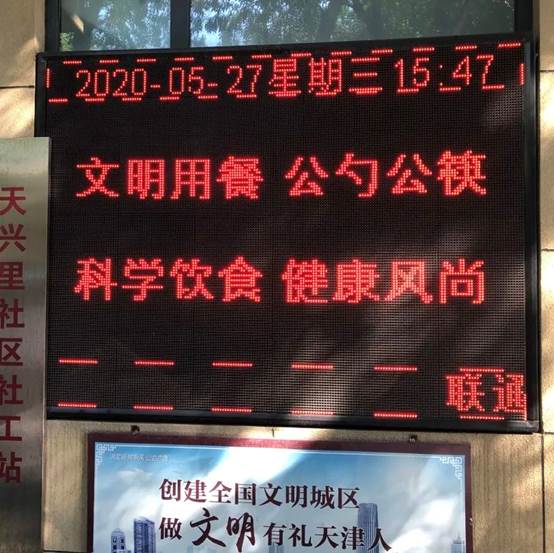 2020-05-27星期三15:47
文明用餐 公勺公筷
科学饮食 健康风尚
联通
天兴里社区社工站
创建全国文明城区
做文明有礼天津人